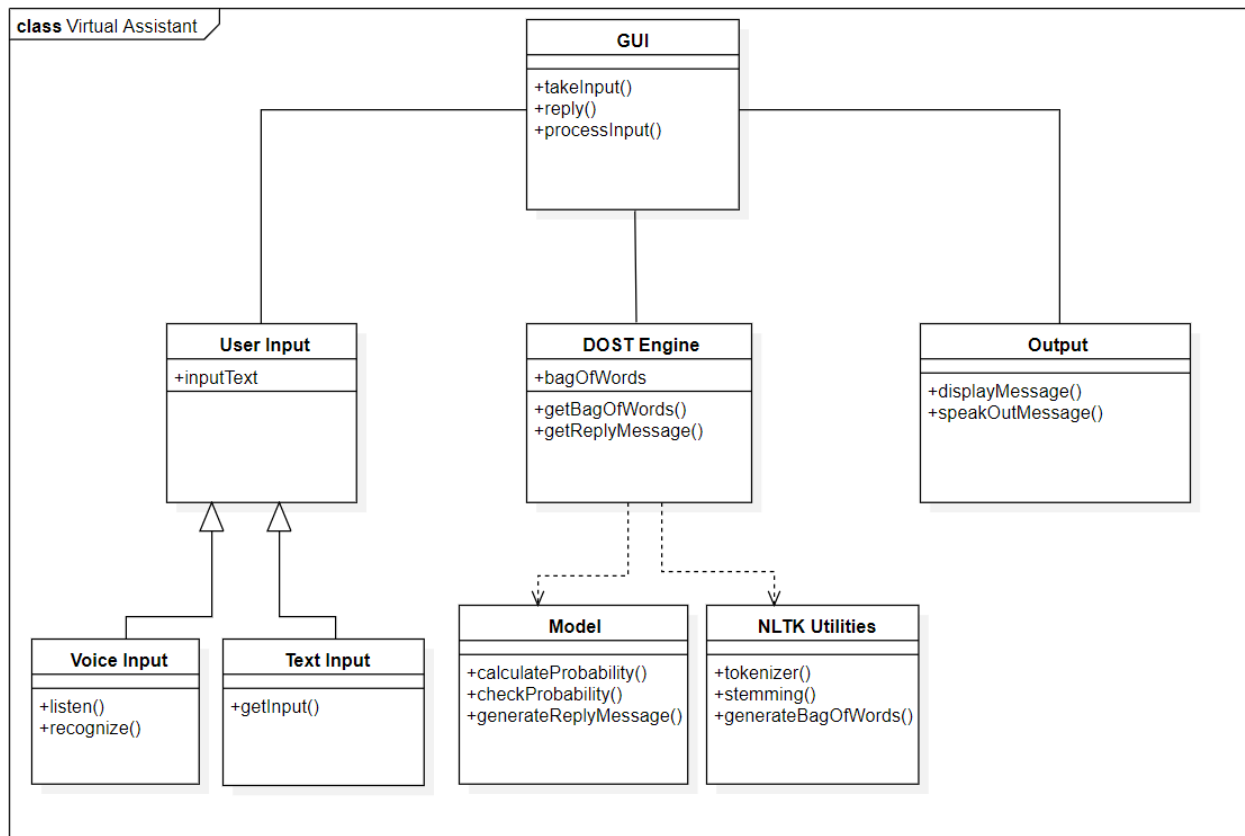 class Virtual Assistant
GUI
+takeInput()
+reply()
+processInput()
User Input
+inputText
DOST Engine
+bagOfWords
+getBagOfWords()
+getReplyMessage()
Output
+displayMessage()
+speakOutMessage()
Voice Input
+listen()
+recognize()
Text Input
+getInput()
Model
+calculateProbability()
+checkProbability()
+generateReplyMessage()
NLTK Utilities
+tokenizer()
+stemming()
+generateBagOfWords()